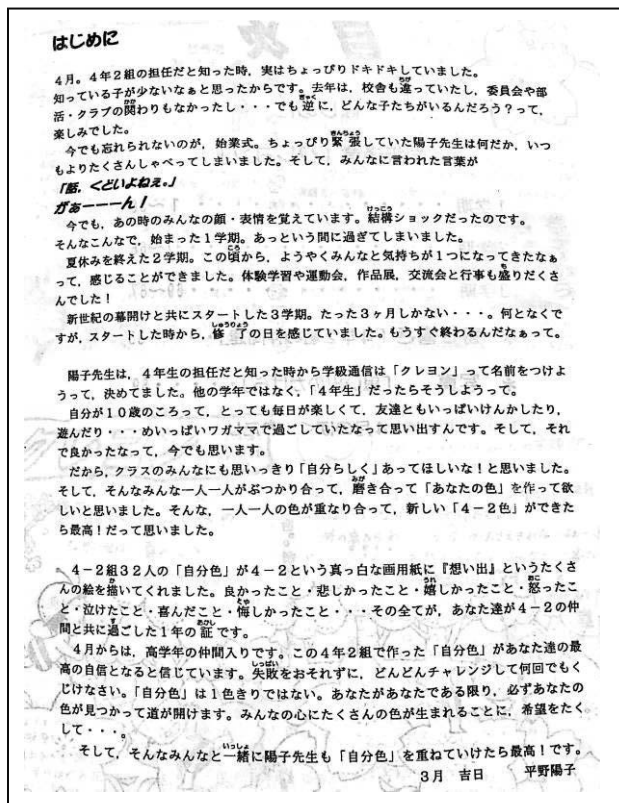 はじめに
4月。4年2組の担任だと知った時，実はちょっぴりドキドキしていました。
知っている子が少ないなぁと思ったからです。去年は，校舎も違っていたし，委員会や部
活・クラブの関わりもなかったし・・・でも逆に，どんな子たちがいるんだろう？って，
楽しみでした。
今でも忘れられないのが，始業式。ちょっぴり緊張していた陽子先生は何だか，いつ
もよりたくさんしゃべってしまいました。そして，みんなに言われた言葉が
「話，くどいよねえ。」
がぁーーーん！
今でも，あの時のみんなの顔・表情を覚えています。結構ショックだったのです。
そんなこんなで，始まった1学期。あっという間に過ぎてしまいました。
夏休みを終えた2学期。この頃から，ようやくみんなと気持ちが1つになってきたなぁ
って，感じることができました。体験学習や運動会，作品展，交流会と行事も盛りだくさ
んでした！
新世紀の幕開けと共にスタートした3学期。たった3ヶ月しかない・・・。何となくで
すが，スタートした時から，修了の日を感じていました。もうすぐ終わるんだなぁって。
陽子先生は，4年生の担任だと知った時から学級通信は「クレヨン」って名前をつけよ
うって，決めてました。他の学年ではなく，「4年生」だったらそうしようって。
自分が10歳のころって，とっても毎日が楽しくて，友達ともいっぱいけんかしたり，
遊んだり・・・めいっぱいワガママで過ごしていたなって思い出すんです。そして，それ
で良かったなって，今でも思います。
だから，クラスのみんなにも思いっきり「自分らしく」あってほしいな！と思いました。
そして，そんなみんな一人一人がぶつかり合って，磨き合って「あなたの色」を作って欲
しいと思いました。そんな，一人一人の色が重なり合って，新しい「4－2色」ができた
ら最高！だって思いました。
4－2組32人の「自分色」が4－2という真っ白な画用紙に『想い出』というたくさ
んの絵を描いてくれました。良かったこと・悲しかったこと・嬉しかったこと・怒ったこ
と・泣けたこと・喜んだこと・悔しかったこと・・・その全てが，あなた達が4－2の仲
間と共に過ごした1年の証です。
4月からは，高学年の仲間入りです。この4年2組で作った「自分色」があなた達の最
高の自信となると信じています。失敗をおそれずに，どんどんチャレンジして何回でもく
じけなさい。「自分色」は1色きりではない。あなたがあなたである限り，必ずあなたの
色が見つかって道が開けます。みんなの心にたくさんの色が生まれることに，希望をたく
して・・・。
そして，そんなみんなと一緒に陽子先生も「自分色」を重ねていけたら最高！です。
3月　吉日　　平野陽子